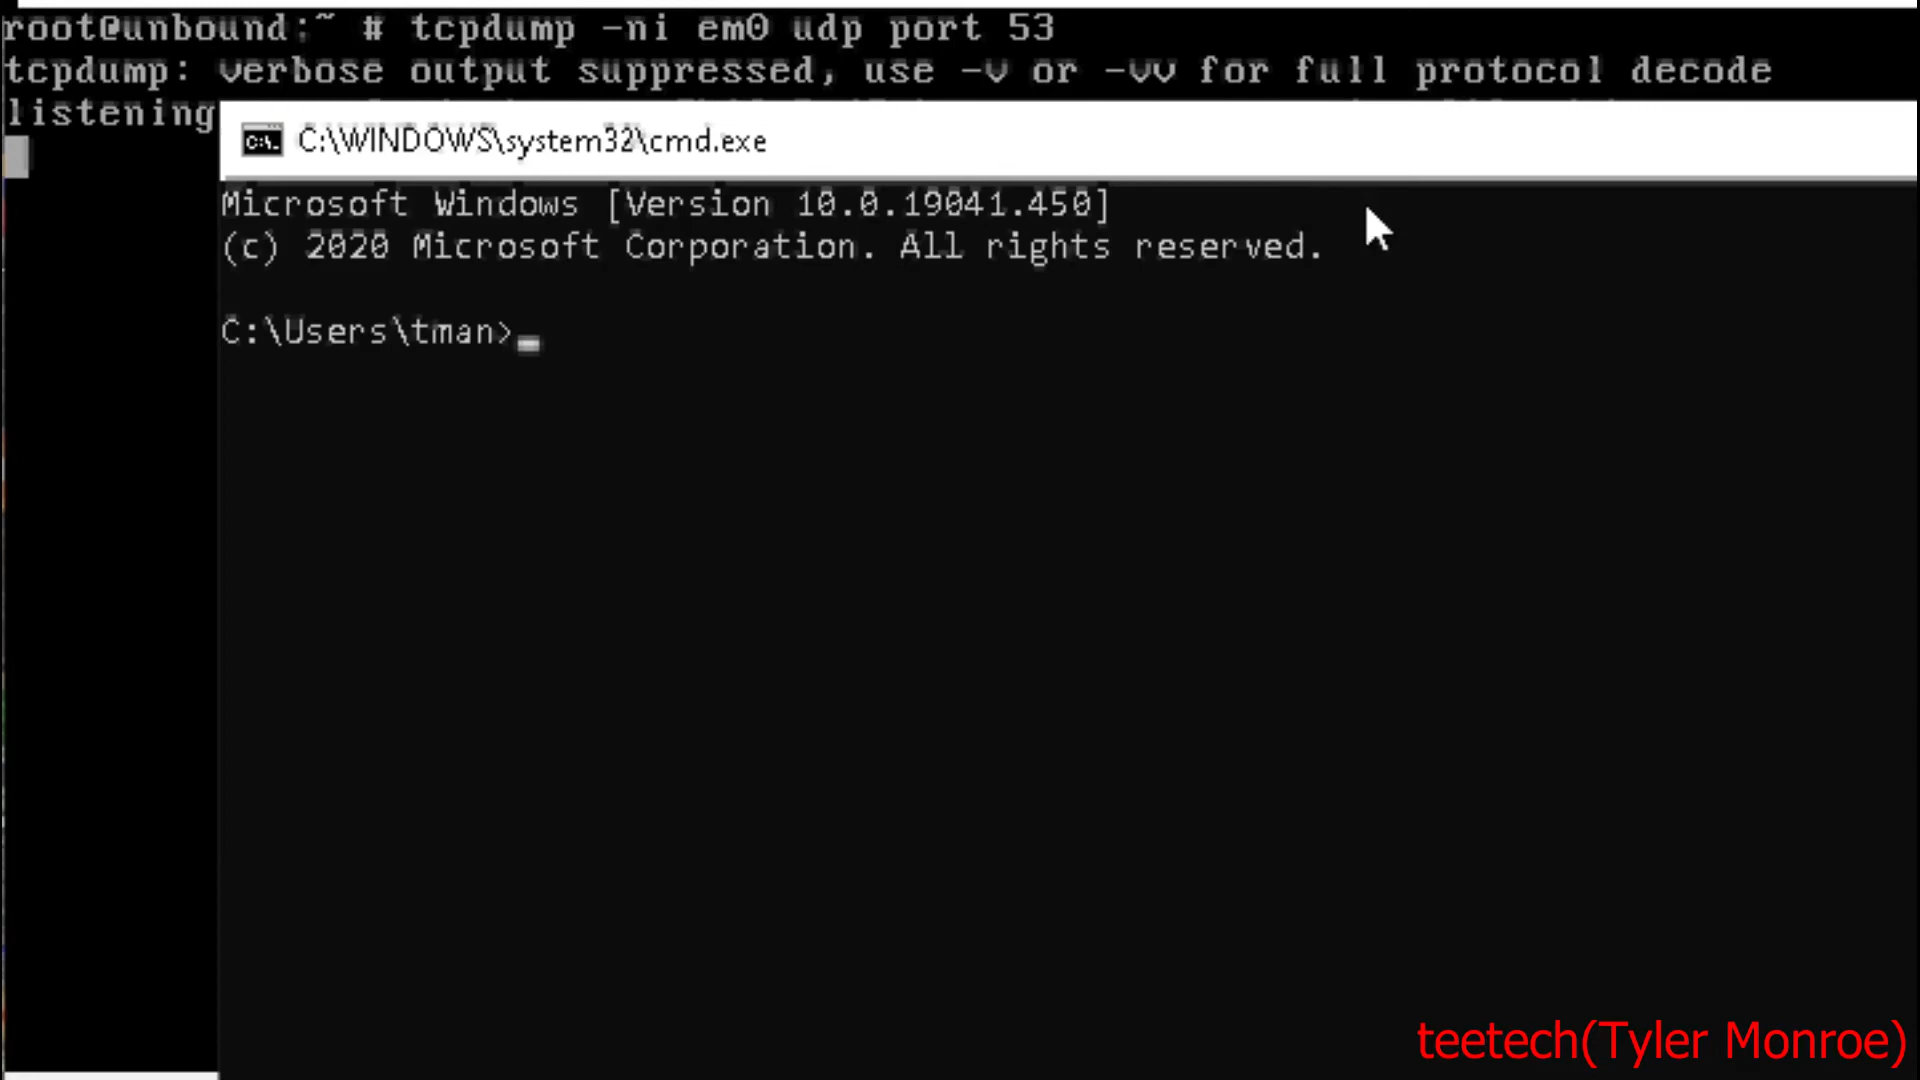 root@unbound:~ # tcpdump -ni em0 udp port 53
tcpdump: verbose output suppressed, use -v or -vv for full protocol decode
listening
C:\WINDOWS\system32\cmd.exe
Microsoft Windows [Version 10.0.19041.450]
(c) 2020 Microsoft Corporation. All rights reserved.
C:\Users\tman>
teetech(Tyler Monroe)